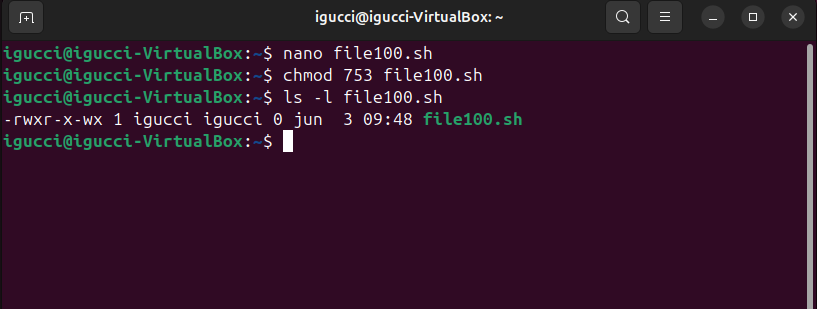 igucci@igucci-VirtualBox: ~
igucci@igucci-VirtualBox:~$ nano file100.sh
igucci@igucci-VirtualBox:~$ chmod 753 file100.sh
igucci@igucci-VirtualBox:~$ ls -l file100.sh
-rwxr-x-wx 1 igucci igucci 0 jun  3 09:48 file100.sh
igucci@igucci-VirtualBox:~$